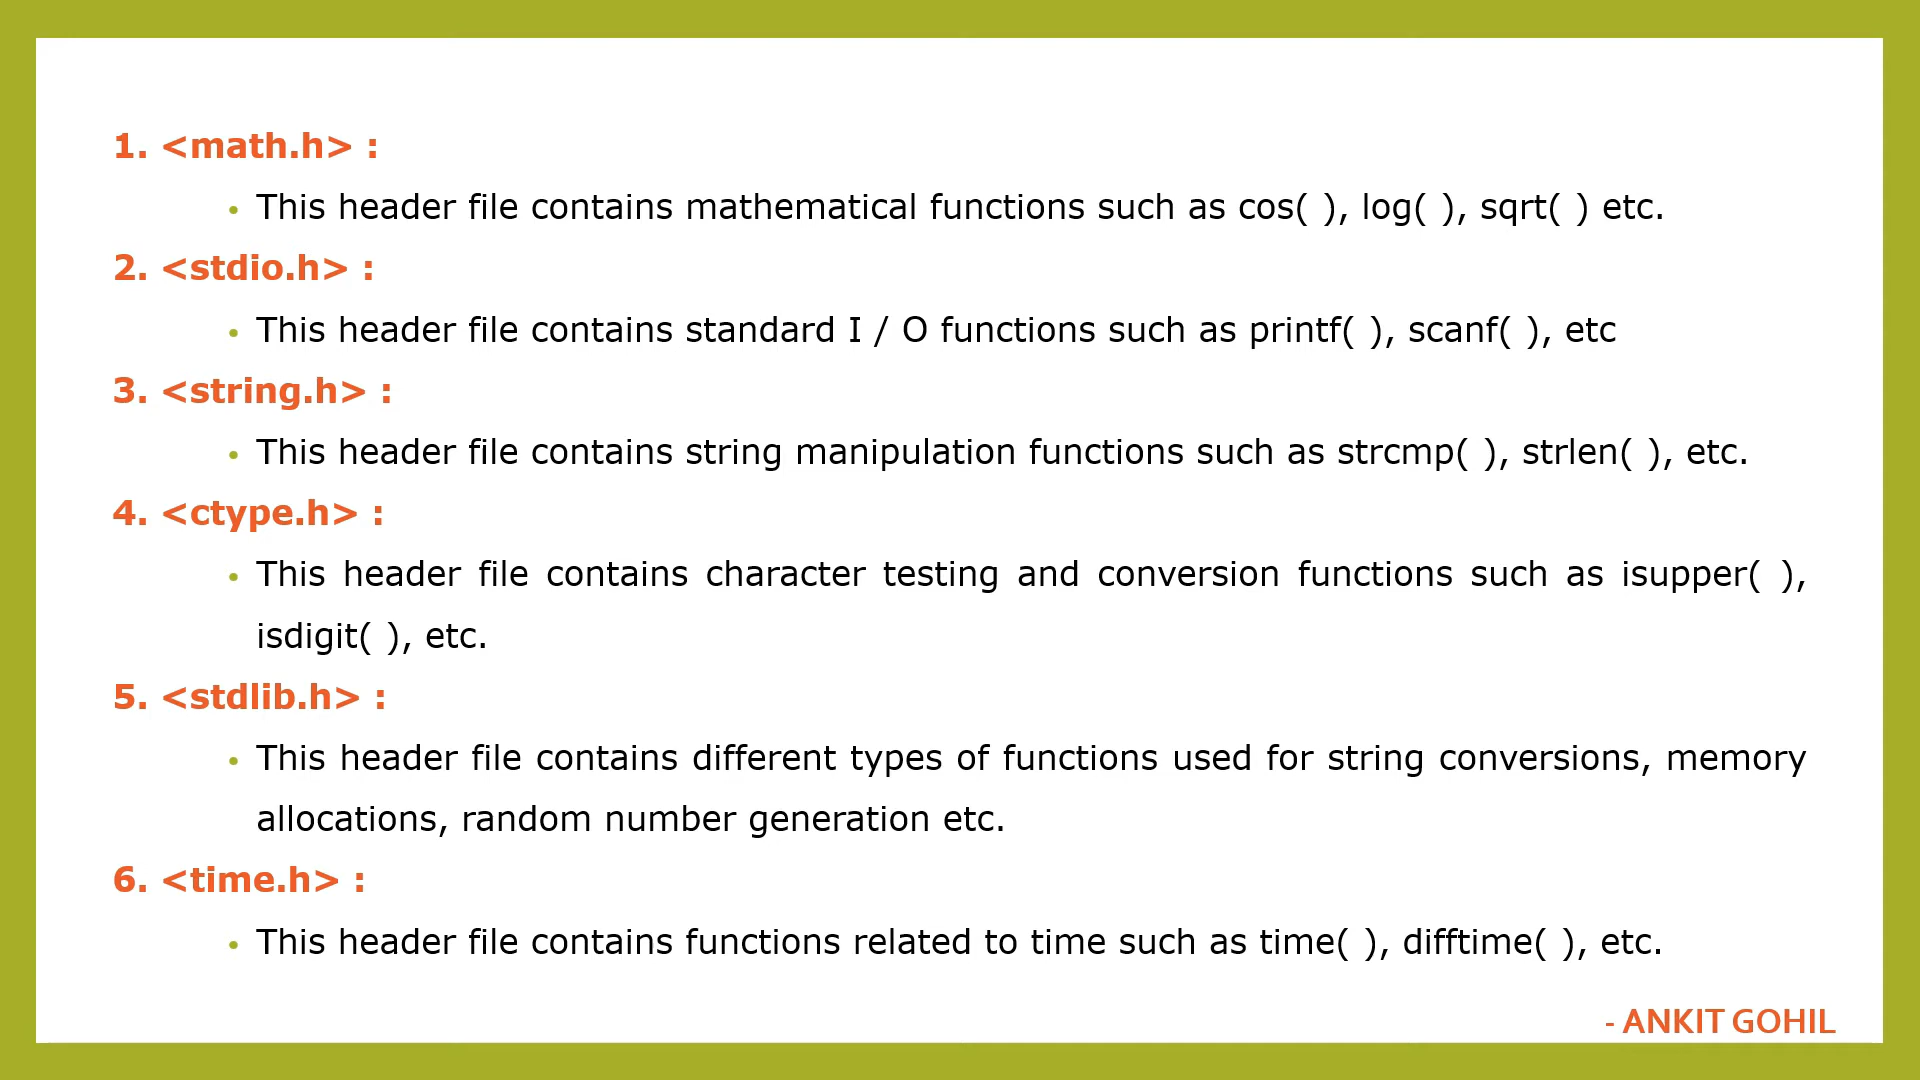 1. <math.h> :
• This header file contains mathematical functions such as cos( ), log( ), sqrt( ) etc.
2. <stdio.h> :
• This header file contains standard I / O functions such as printf( ), scanf( ), etc
3. <string.h> :
• This header file contains string manipulation functions such as strcmp( ), strlen( ), etc.
4. <ctype.h> :
• This header file contains character testing and conversion functions such as isupper( ),
isdigit( ), etc.
5. <stdlib.h> :
• This header file contains different types of functions used for string conversions, memory
allocations, random number generation etc.
6. <time.h> :
• This header file contains functions related to time such as time( ), difftime( ), etc.
- ANKIT GOHIL